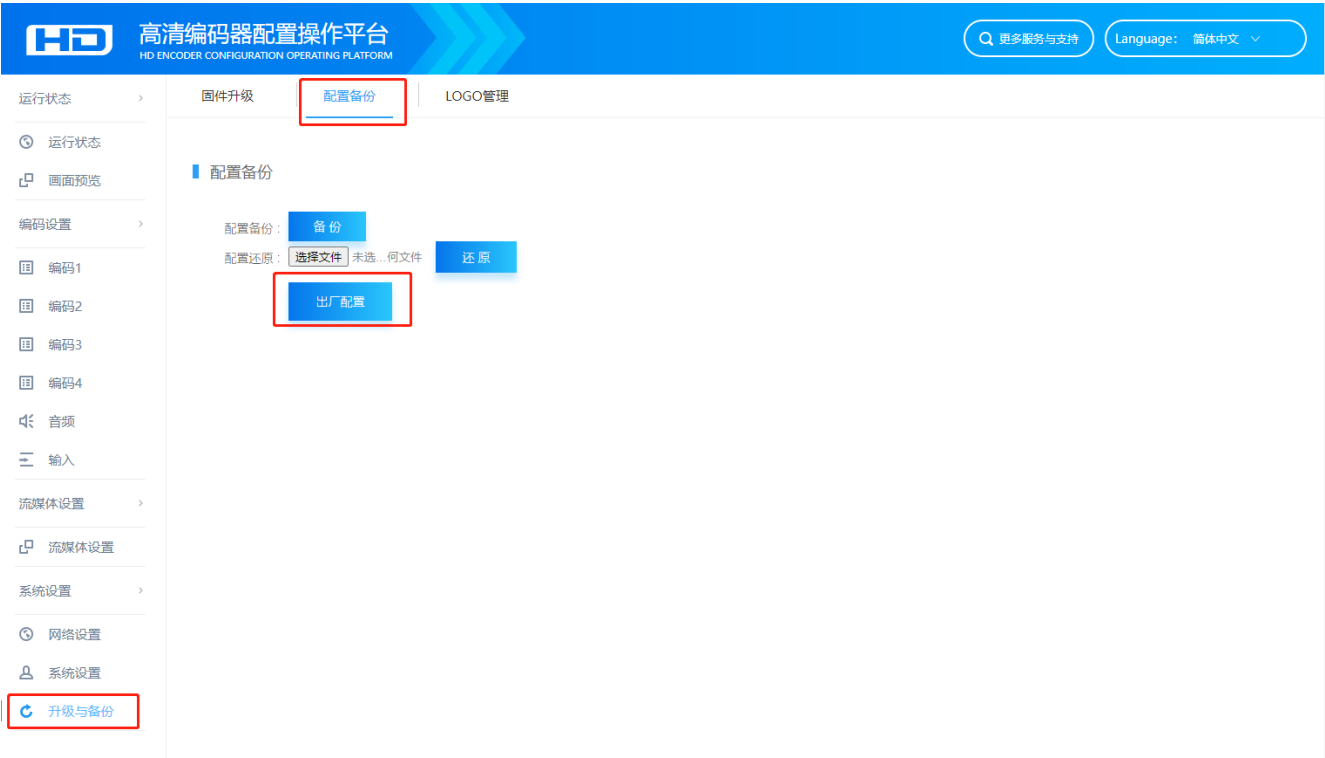 HD
高清编码器配置操作平台
HD ENCODER CONFIGURATION OPERATING PLATFORM
更多服务与支持
Language: 简体中文
运行状态
运行状态
画面预览
编码设置
编码1
编码2
编码3
编码4
音频
输入
流媒体设置
流媒体设置
系统设置
网络设置
系统设置
升级与备份
固件升级 配置备份 LOGO管理
配置备份
配置备份 : 备 份
配置还原 : 选择文件 未选...何文件 还 原
出厂配置